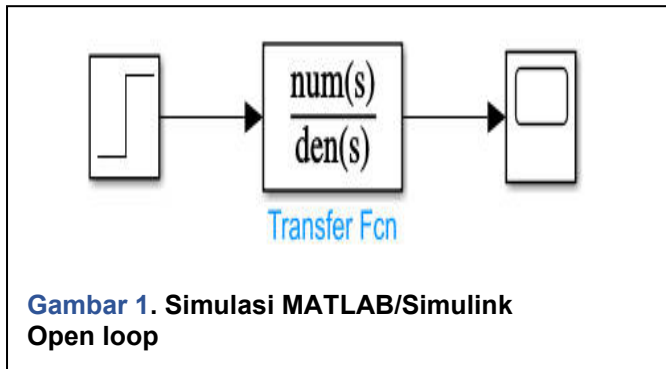 num(s)
den(s)
Transfer Fcn
Gambar 1. Simulasi MATLAB/Simulink
Open loop